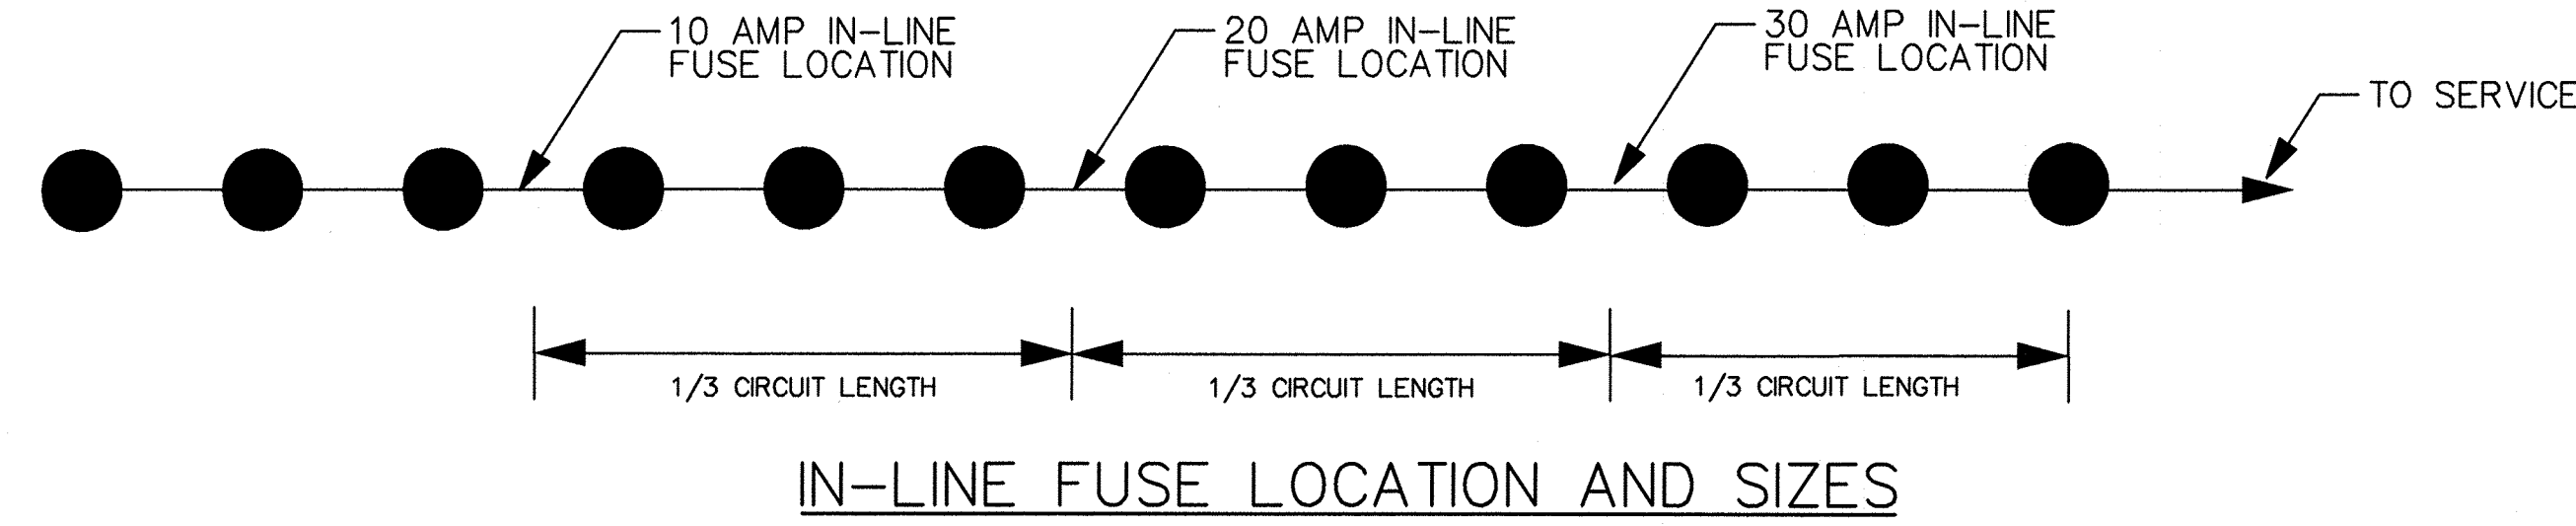 10 AMP IN-LINE
FUSE LOCATION
20 AMP IN-LINE
FUSE LOCATION
30 AMP IN-LINE
FUSE LOCATION
TO SERVICE
1/3 CIRCUIT LENGTH
1/3 CIRCUIT LENGTH
1/3 CIRCUIT LENGTH
IN-LINE FUSE LOCATION AND SIZES